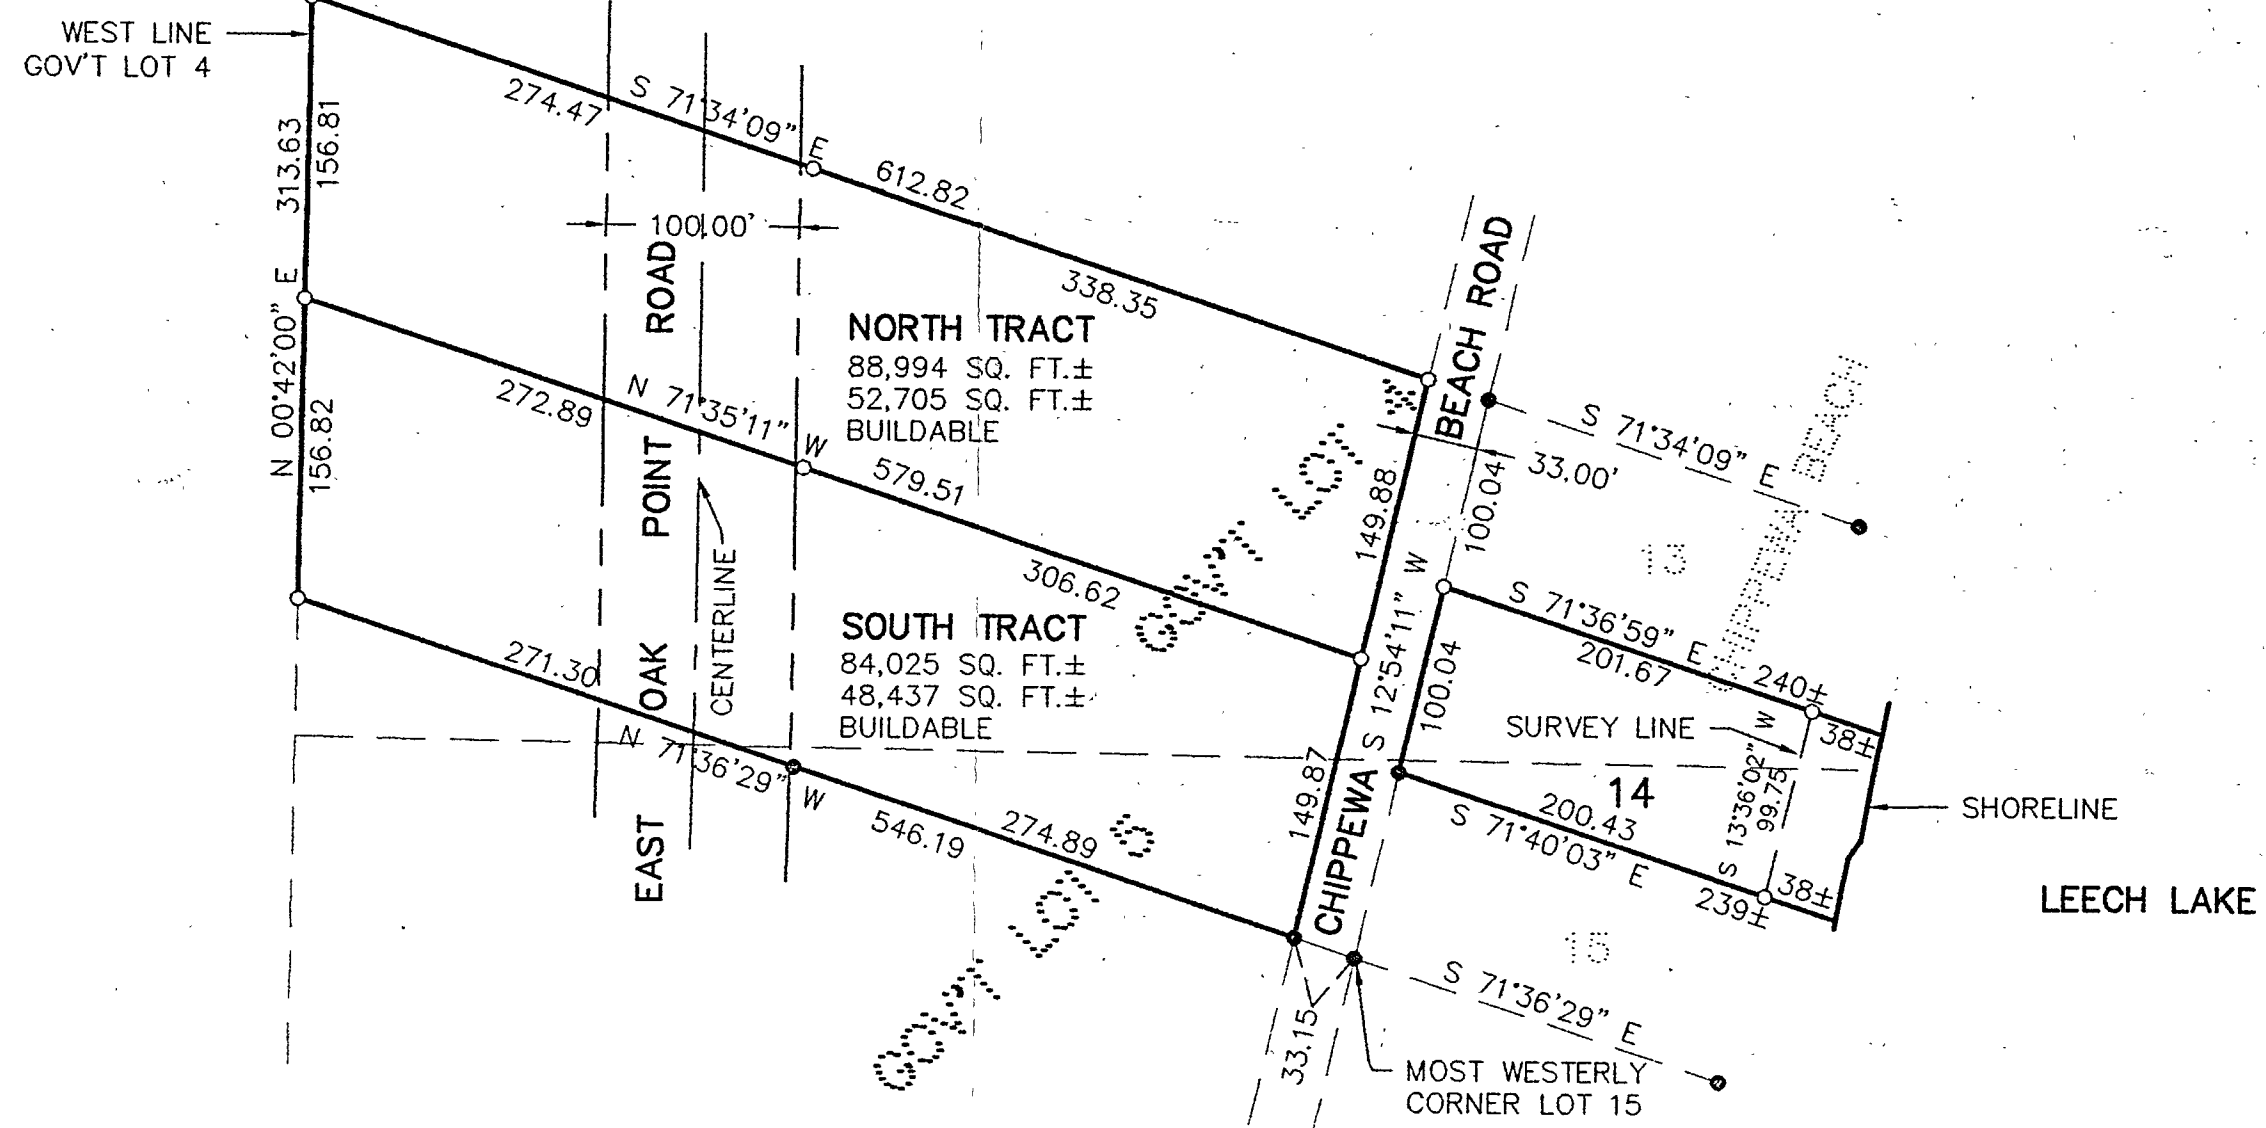 WEST LINE
GOV'T LOT 4
274.47
S 71°34'09" E
612.82
338.35
313.63
156.81
N 00°42'00" E
156.82
100.00'
EAST OAK POINT ROAD
CENTERLINE
NORTH TRACT
88,994 SQ. FT.±
52,705 SQ. FT.±
BUILDABLE
272.89
N 71°35'11" W
579.51
306.62
SOUTH TRACT
84,025 SQ. FT.±
48,437 SQ. FT.±
BUILDABLE
271.30
N 71°36'29" W
546.19
274.89
GOV'T LOT 4
GOV'T LOT 5
CHIPPEWA BEACH ROAD
149.88
149.87
S 12°54'11" W
100.04
100.04
33.00'
S 71°34'09" E
13
CHIPPEWA BEACH
S 71°36'59" E
201.67
240±
38±
SURVEY LINE
S 13°36'02" W
99.75
14
200.43
S 71°40'03" E
239±
38±
SHORELINE
LEECH LAKE
15
S 71°36'29" E
33.15
MOST WESTERLY
CORNER LOT 15